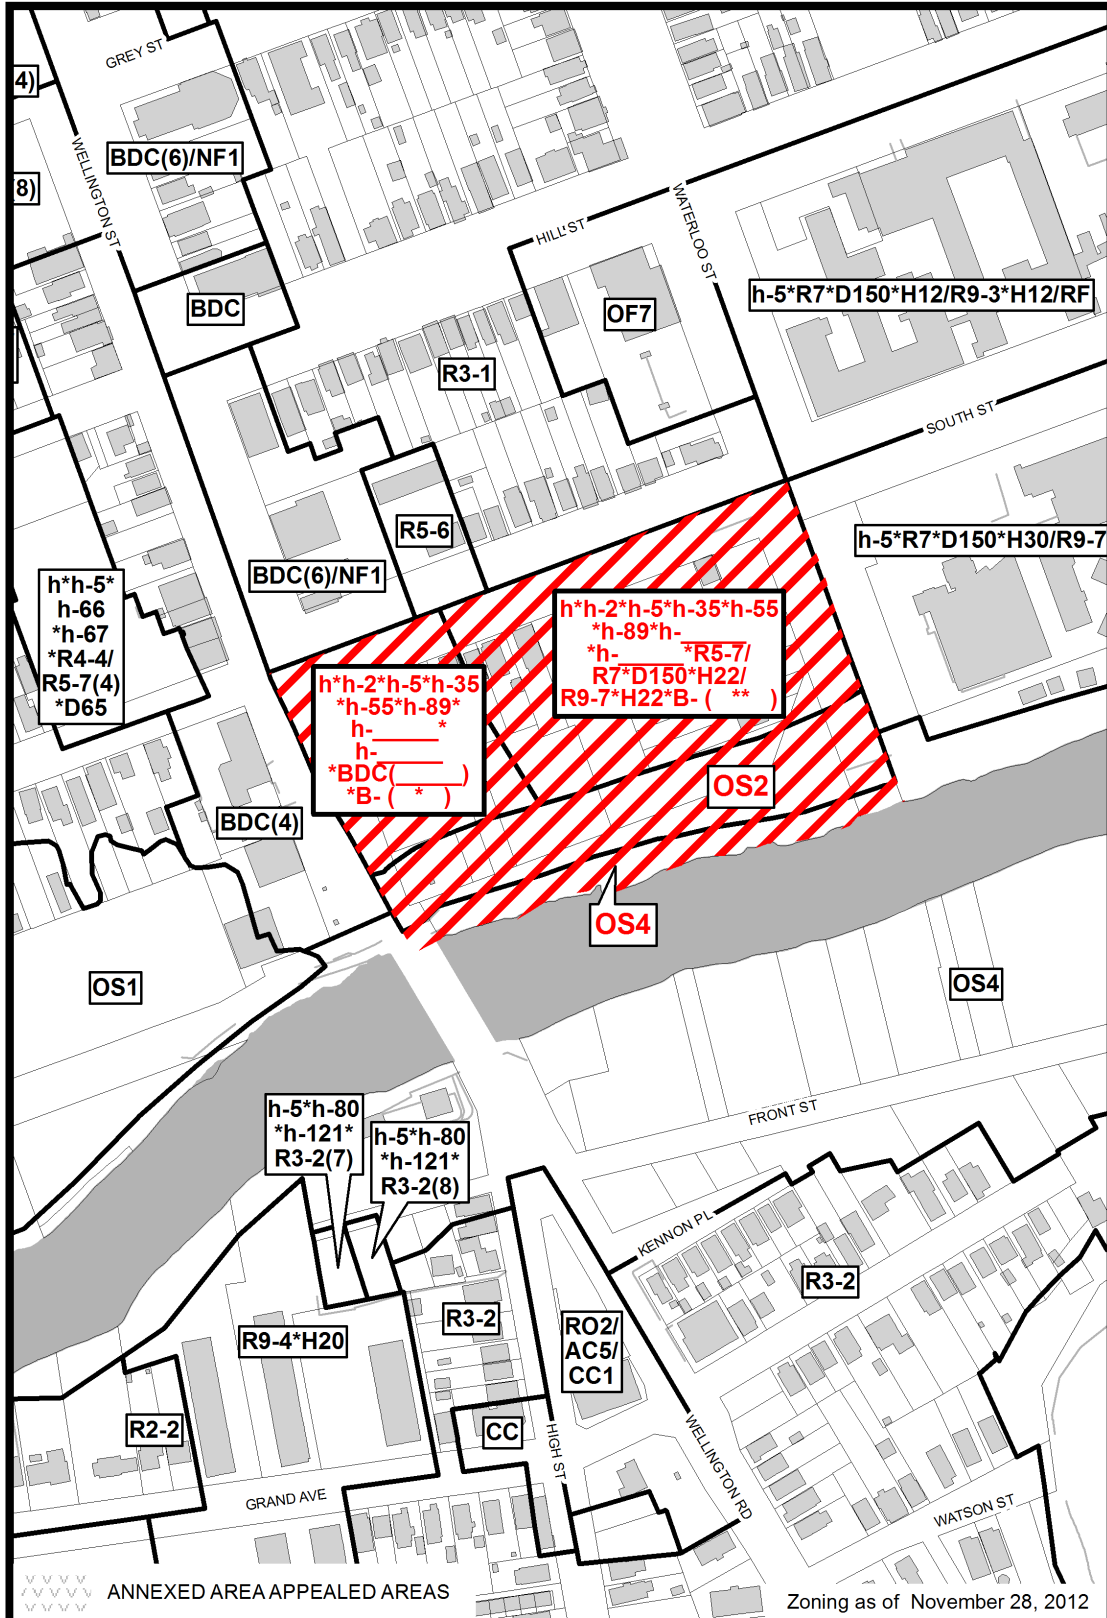 GREY ST
4)
WELLINGTON ST
BDC(6)/NF1
8)
WATERLOO ST
HILL ST
BDC
OF7
h-5*R7*D150*H12/R9-3*H12/RF
R3-1
SOUTH ST
R5-6
h-5*R7*D150*H30/R9-7
BDC(6)/NF1
h*h-5*
h-66
*h-67
*R4-4/
R5-7(4)
*D65
h*h-2*h-5*h-35*h-55
*h-89*h-______
*h-______*R5-7/
R7*D150*H22/
R9-7*H22*B- ( ** )
h*h-2*h-5*h-35
*h-55*h-89*
h-______*
h-______
*BDC(______)
*B- ( * )
OS2
BDC(4)
OS4
OS1
OS4
FRONT ST
h-5*h-80
*h-121*
R3-2(7)
h-5*h-80
*h-121*
R3-2(8)
KENNON PL
R3-2
R3-2
RO2/
AC5/
CC1
R9-4*H20
R2-2
CC
HIGH ST
WELLINGTON RD
GRAND AVE
WATSON ST
ANNEXED AREA APPEALED AREAS
Zoning as of November 28, 2012